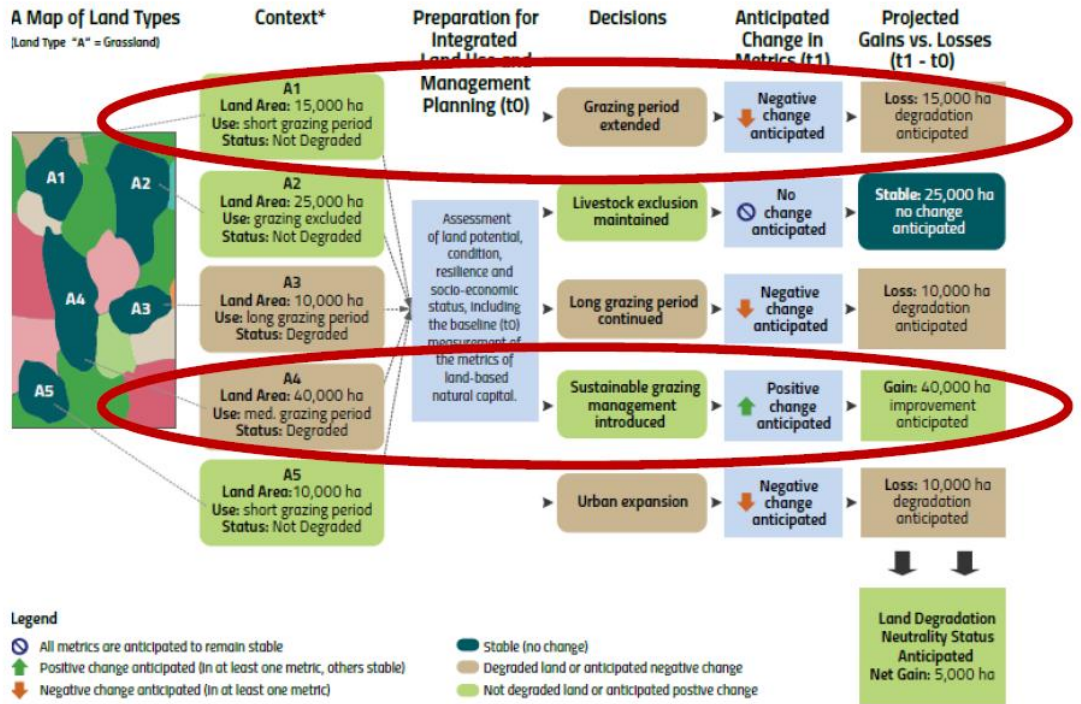 A Map of Land Types
(Land Type "A" = Grassland)
Context*
Preparation for
Integrated
Land Use and
Management
Planning (t0)
Decisions
Anticipated
Change in
Metrics (t1)
Projected
Gains vs. Losses
(t1 - t0)
A1
A2
A3
A4
A5
A1
Land Area: 15,000 ha
Use: short grazing period
Status: Not Degraded
Grazing period
extended
Negative
change
anticipated
Loss: 15,000 ha
degradation
anticipated
A2
Land Area: 25,000 ha
Use: grazing excluded
Status: Not Degraded
Livestock exclusion
maintained
No
change
anticipated
Stable: 25,000 ha
no change
anticipated
Assessment
of land potential,
condition,
resilience and
socio-economic
status, including
the baseline (t0)
measurement of
the metrics of
land-based
natural capital.
A3
Land Area: 10,000 ha
Use: long grazing period
Status: Degraded
Long grazing period
continued
Negative
change
anticipated
Loss: 10,000 ha
degradation
anticipated
A4
Land Area: 40,000 ha
Use: med. grazing period
Status: Degraded
Sustainable grazing
management
introduced
Positive
change
anticipated
Gain: 40,000 ha
improvement
anticipated
A5
Land Area: 10,000 ha
Use: short grazing period
Status: Not Degraded
Urban expansion
Negative
change
anticipated
Loss: 10,000 ha
degradation
anticipated
Land Degradation
Neutrality Status
Anticipated
Net Gain: 5,000 ha
Legend
All metrics are anticipated to remain stable
Positive change anticipated (in at least one metric, others stable)
Negative change anticipated (in at least one metric)
Stable (no change)
Degraded land or anticipated negative change
Not degraded land or anticipated postive change